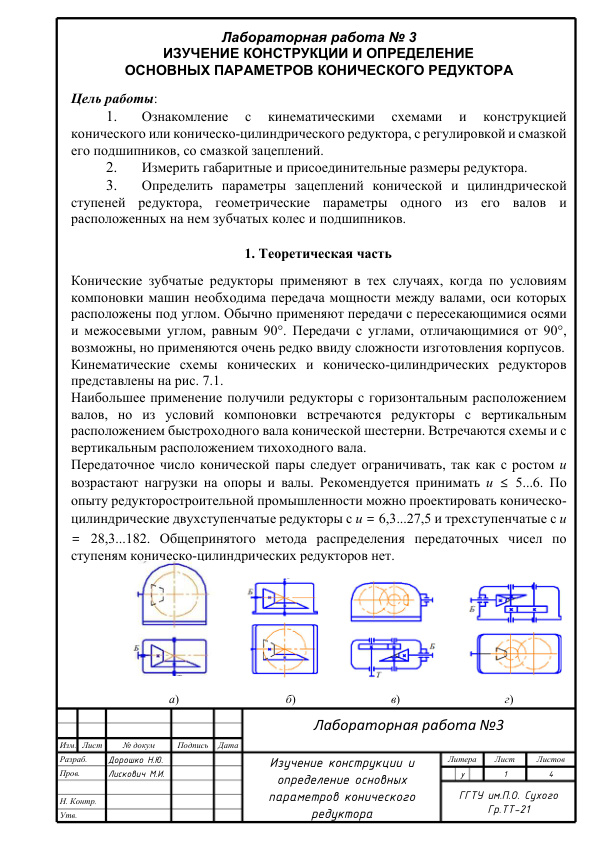 Лабораторная работа № 3
ИЗУЧЕНИЕ КОНСТРУКЦИИ И ОПРЕДЕЛЕНИЕ
ОСНОВНЫХ ПАРАМЕТРОВ КОНИЧЕСКОГО РЕДУКТОРА
Цель работы:
1. Ознакомление с кинематическими схемами и конструкцией
конического или коническо-цилиндрического редуктора, с регулировкой и смазкой
его подшипников, со смазкой зацеплений.
2. Измерить габаритные и присоединительные размеры редуктора.
3. Определить параметры зацеплений конической и цилиндрической
ступеней редуктора, геометрические параметры одного из его валов и
расположенных на нем зубчатых колес и подшипников.
1. Теоретическая часть
Конические зубчатые редукторы применяют в тех случаях, когда по условиям
компоновки машин необходима передача мощности между валами, оси которых
расположены под углом. Обычно применяют передачи с пересекающимися осями
и межосевыми углом, равным 90°. Передачи с углами, отличающимися от 90°,
возможны, но применяются очень редко ввиду сложности изготовления корпусов.
Кинематические схемы конических и коническо-цилиндрических редукторов
представлены на рис. 7.1.
Наибольшее применение получили редукторы с горизонтальным расположением
валов, но из условий компоновки встречаются редукторы с вертикальным
расположением быстроходного вала конической шестерни. Встречаются схемы и с
вертикальным расположением тихоходного вала.
Передаточное число конической пары следует ограничивать, так как с ростом u
возрастают нагрузки на опоры и валы. Рекомендуется принимать u ≤ 5...6. По
опыту редукторостроительной промышленности можно проектировать коническо-
цилиндрические двухступенчатые редукторы с u = 6,3...27,5 и трехступенчатые с u
= 28,3...182. Общепринятого метода распределения передаточных чисел по
ступеням коническо-цилиндрических редукторов нет.
Б Б
Б Б Т Б
а) б) в) г)
Лабораторная работа №3
Изм. Лист № докум Подпись Дата
Разраб. Дорошко Н.Ю.
Пров. Лискович М.И.
Н. Контр.
Утв.
Изучение конструкции и
определение основных
параметров конического
редуктора
Литера Лист Листов
у 1 4
ГГТУ им.П.О. Сухого
Гр.ТТ-21